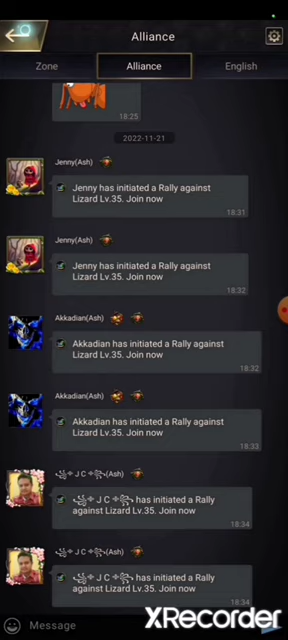 Alliance
Zone
Alliance
English
18:25
2022-11-21
Jenny(Ash)
Jenny has initiated a Rally against
Lizard Lv.35. Join now
18:31
Jenny(Ash)
Jenny has initiated a Rally against
Lizard Lv.35. Join now
18:32
Akkadian(Ash)
Akkadian has initiated a Rally against
Lizard Lv.35. Join now
18:32
Akkadian(Ash)
Akkadian has initiated a Rally against
Lizard Lv.35. Join now
18:33
J C (Ash)
J C has initiated a Rally
against Lizard Lv.35. Join now
18:34
J C (Ash)
J C has initiated a Rally
against Lizard Lv.35. Join now
18:34
Message
XRecorder